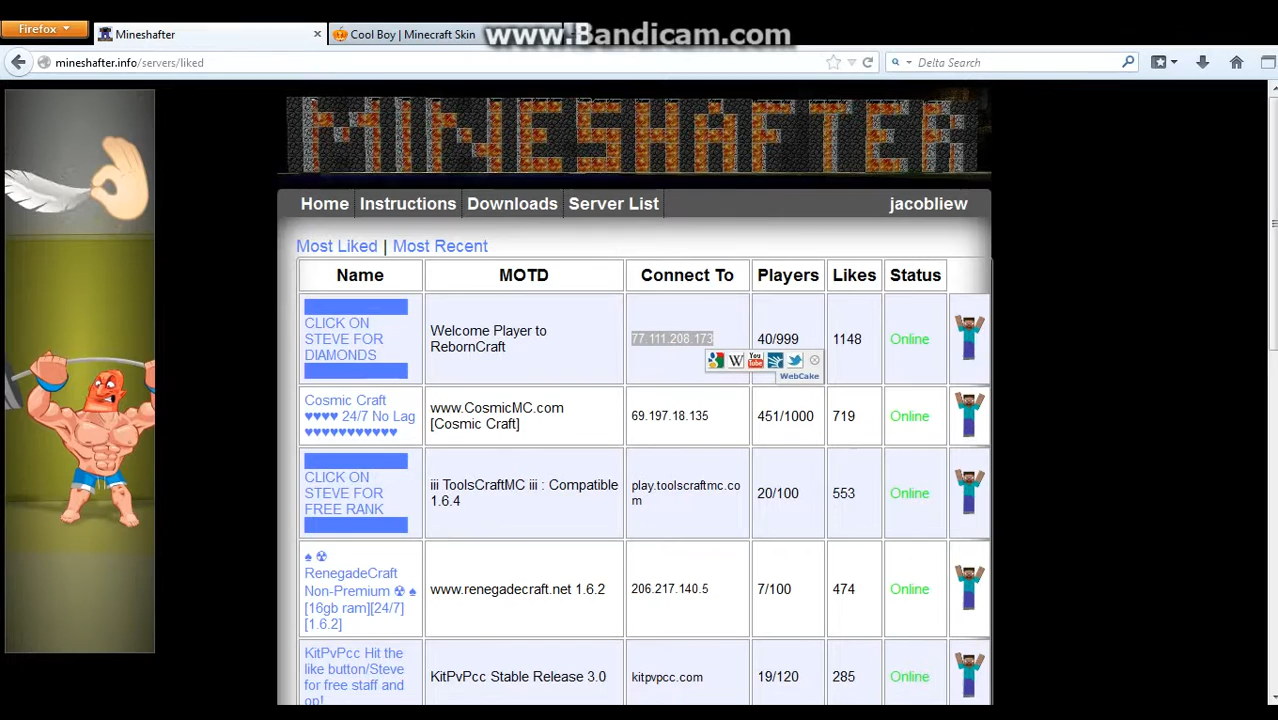 www.Bandicam.com
Firefox
Mineshafter
Cool Boy | Minecraft Skin
mineshafter.info/servers/liked
Delta Search
MINESHAFTER
Home
Instructions
Downloads
Server List
jacobliew
Most Liked | Most Recent
Name
MOTD
Connect To
Players
Likes
Status
CLICK ON
STEVE FOR
DIAMONDS
Welcome Player to
RebornCraft
77.111.208.173
40/999
1148
Online
W
You
Tube
WebCake
Cosmic Craft
♥♥♥♥ 24/7 No Lag
♥♥♥♥♥♥♥♥♥♥♥
www.CosmicMC.com
[Cosmic Craft]
69.197.18.135
451/1000
719
Online
CLICK ON
STEVE FOR
FREE RANK
iii ToolsCraftMC iii : Compatible
1.6.4
play.toolscraftmc.co
m
20/100
553
Online
♠ ☢
RenegadeCraft
Non-Premium ☢ ♠
[16gb ram][24/7]
[1.6.2]
www.renegadecraft.net 1.6.2
206.217.140.5
7/100
474
Online
KitPvPcc Hit the
like button/Steve
for free staff and
op!
KitPvPcc Stable Release 3.0
kitpvpcc.com
19/120
285
Online